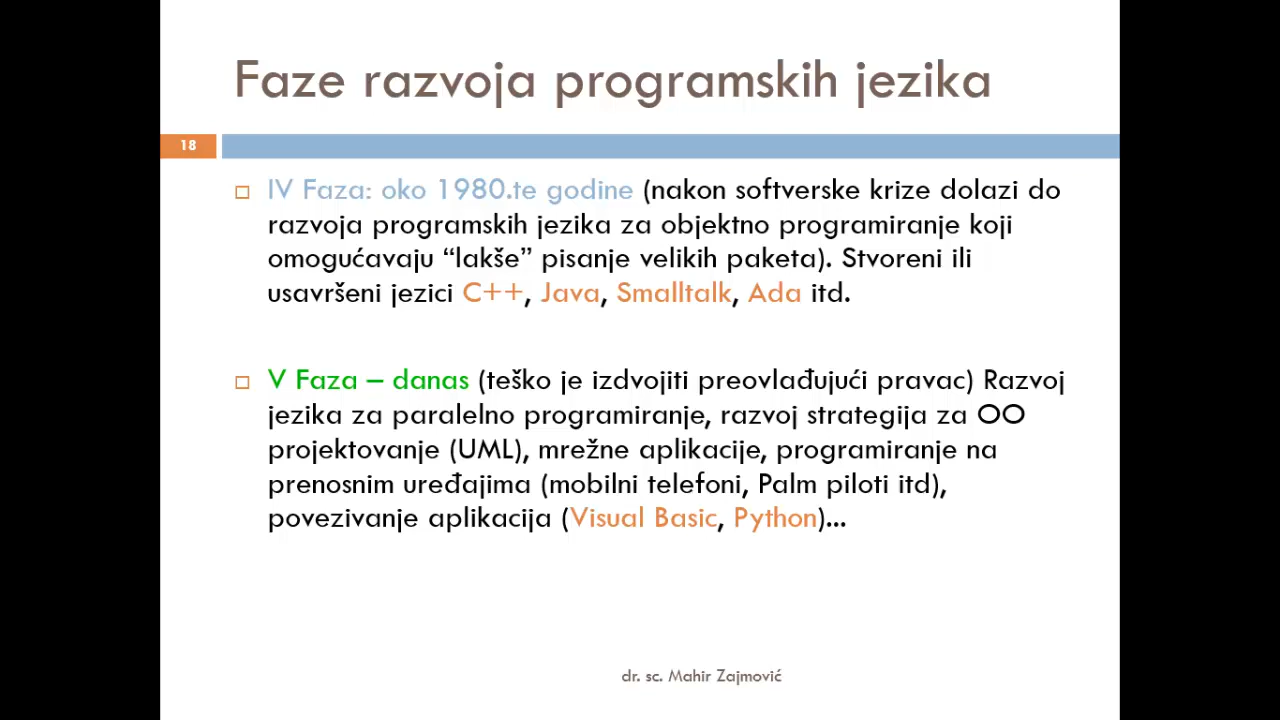 Faze razvoja programskih jezika
18
IV Faza: oko 1980.te godine (nakon softverske krize dolazi do
razvoja programskih jezika za objektno programiranje koji
omogućavaju “lakše” pisanje velikih paketa). Stvoreni ili
usavršeni jezici C++, Java, Smalltalk, Ada itd.
V Faza – danas (teško je izdvojiti preovlađujući pravac) Razvoj
jezika za paralelno programiranje, razvoj strategija za OO
projektovanje (UML), mrežne aplikacije, programiranje na
prenosnim uređajima (mobilni telefoni, Palm piloti itd),
povezivanje aplikacija (Visual Basic, Python)...
dr. sc. Mahir Zajmović